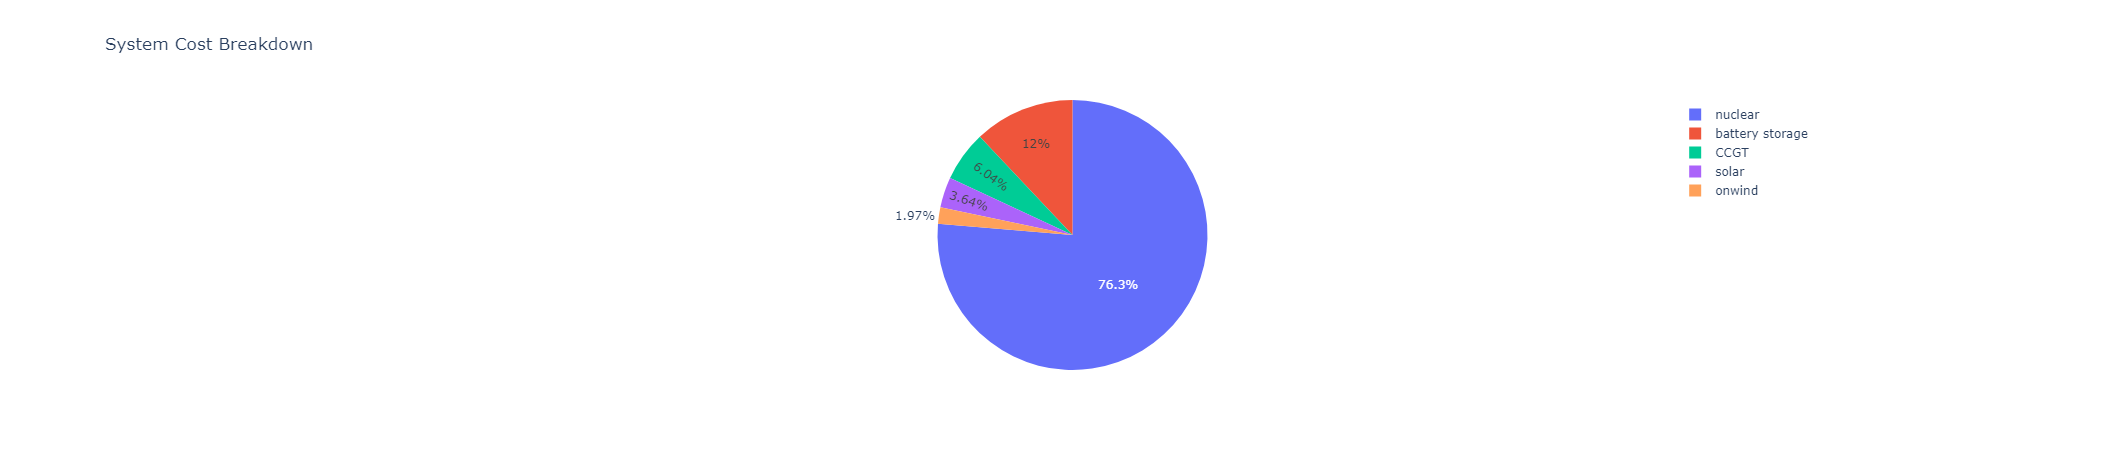 System Cost Breakdown
12%
6.04%
3.64%
1.97%
76.3%
nuclear
battery storage
CCGT
solar
onwind